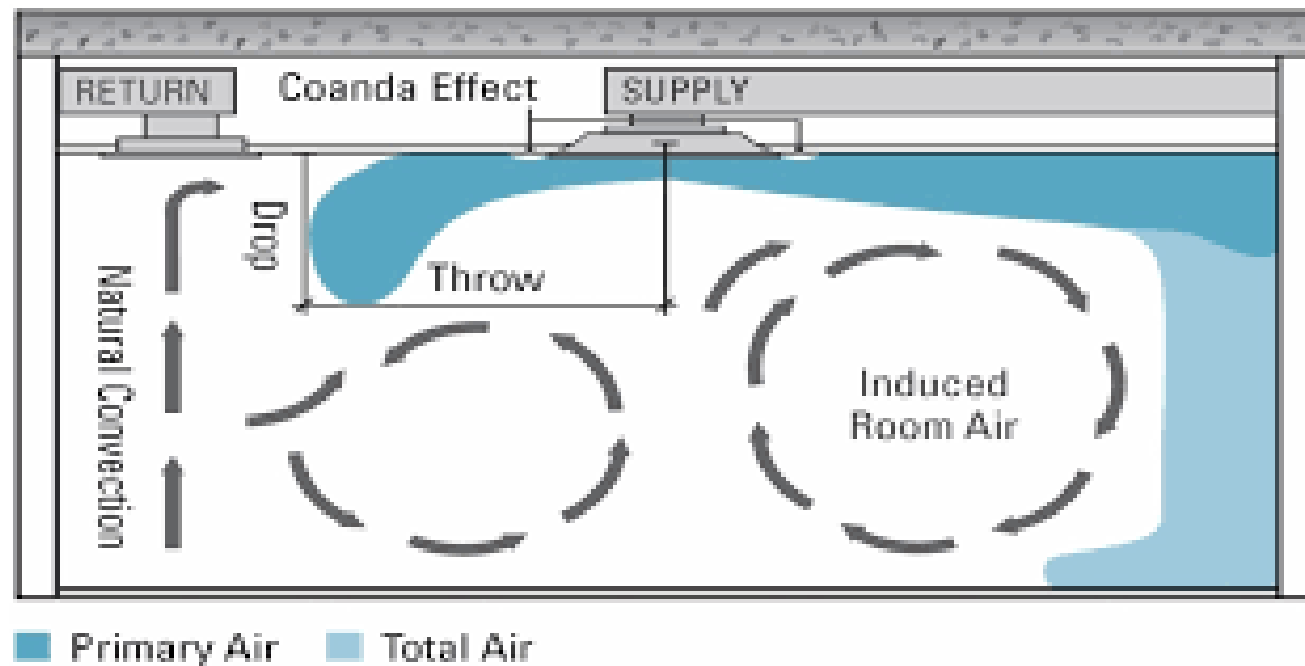 RETURN
Coanda Effect
SUPPLY
Drop
Throw
Natural Convection
Induced
Room Air
Primary Air
Total Air